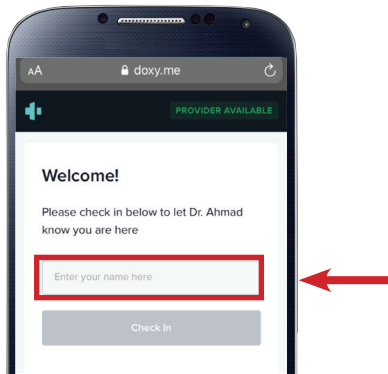 AA doxy.me
PROVIDER AVAILABLE
Welcome!
Please check in below to let Dr. Ahmad
know you are here
Enter your name here
Check In